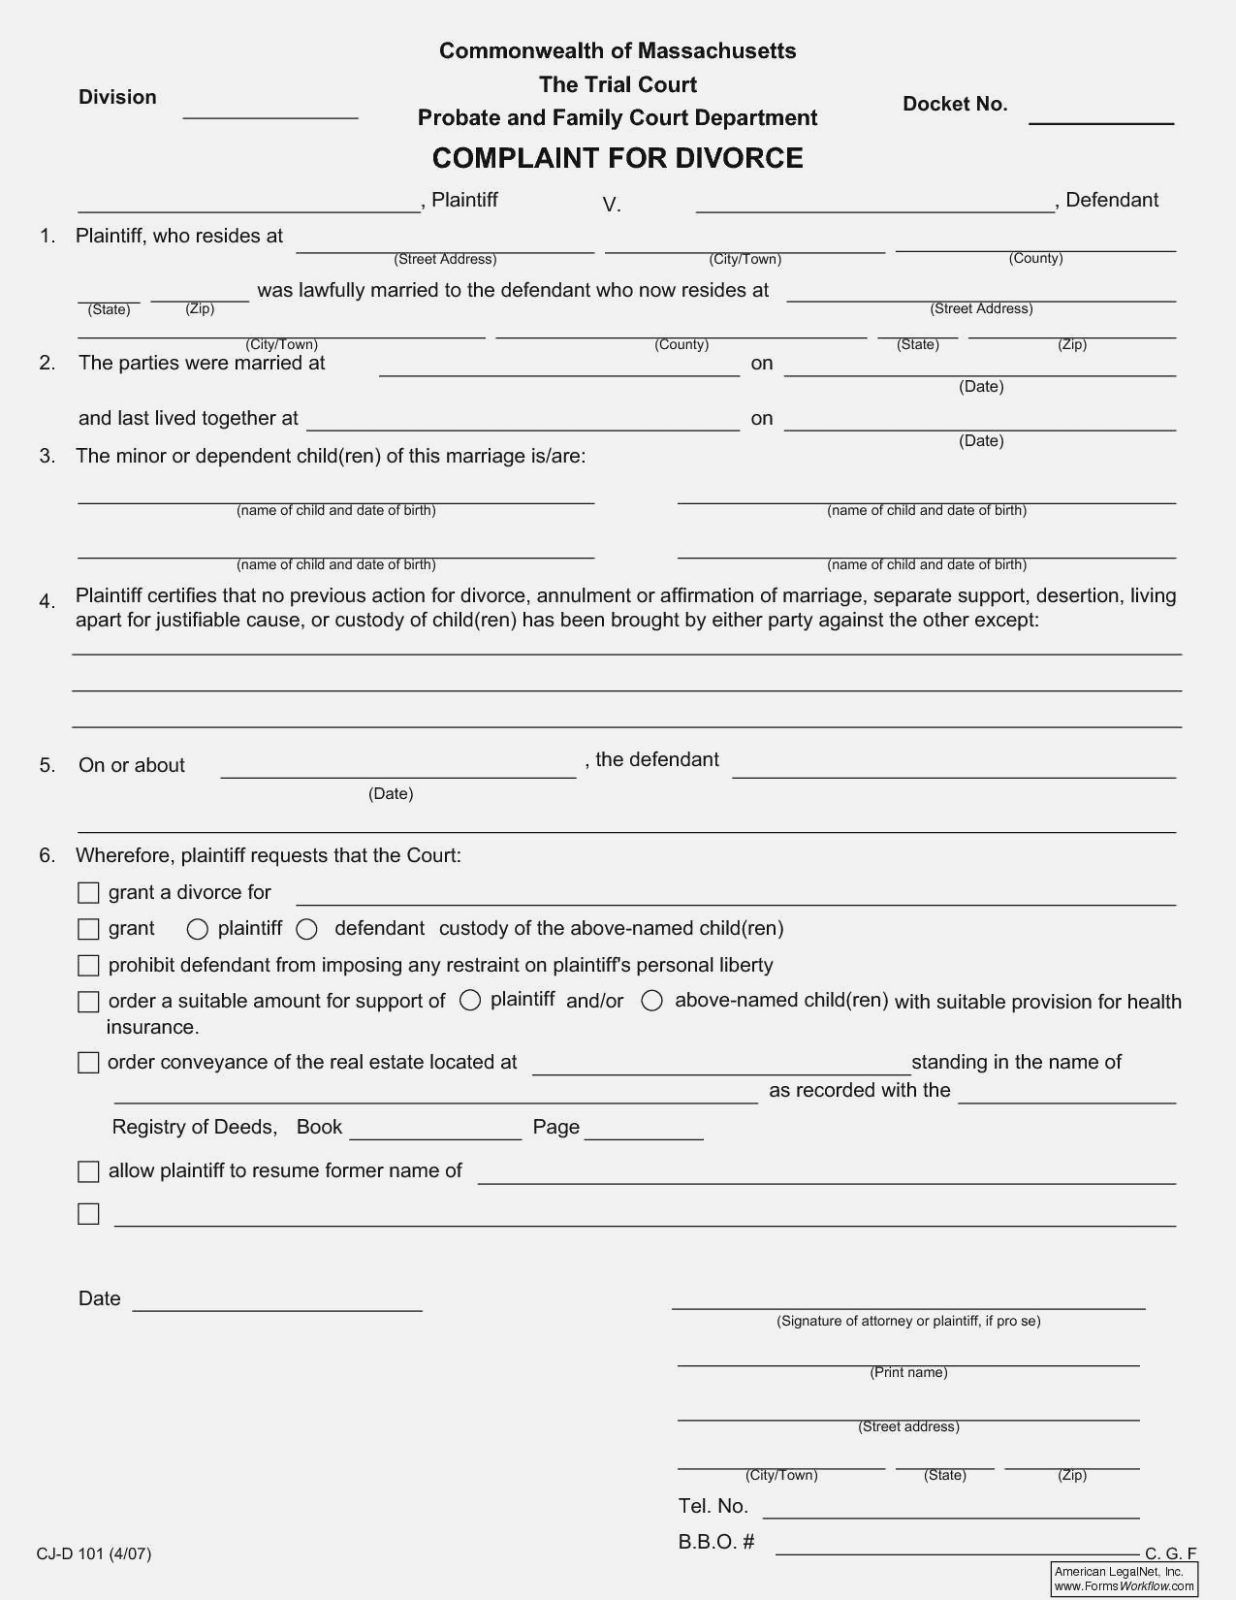 Commonwealth of Massachusetts
The Trial Court
Division
Docket No.
Probate and Family Court Department
COMPLAINT FOR DIVORCE
, Plaintiff V. , Defendant
1. Plaintiff, who resides at
(Street Address) (City/Town) (County)
was lawfully married to the defendant who now resides at
(State) (Zip) (Street Address)
(City/Town) (County) (State) (Zip)
2. The parties were married at on
(Date)
and last lived together at on
(Date)
3. The minor or dependent child(ren) of this marriage is/are:
(name of child and date of birth) (name of child and date of birth)
(name of child and date of birth) (name of child and date of birth)
4. Plaintiff certifies that no previous action for divorce, annulment or affirmation of marriage, separate support, desertion, living
apart for justifiable cause, or custody of child(ren) has been brought by either party against the other except:
5. On or about , the defendant
(Date)
6. Wherefore, plaintiff requests that the Court:
grant a divorce for
grant plaintiff defendant custody of the above-named child(ren)
prohibit defendant from imposing any restraint on plaintiff's personal liberty
order a suitable amount for support of plaintiff and/or above-named child(ren) with suitable provision for health
insurance.
order conveyance of the real estate located at standing in the name of
as recorded with the
Registry of Deeds, Book Page
allow plaintiff to resume former name of
Date
(Signature of attorney or plaintiff, if pro se)
(Print name)
(Street address)
(City/Town) (State) (Zip)
Tel. No.
B.B.O. #
CJ-D 101 (4/07) C. G. F
American LegalNet, Inc.
www.FormsWorkflow.com